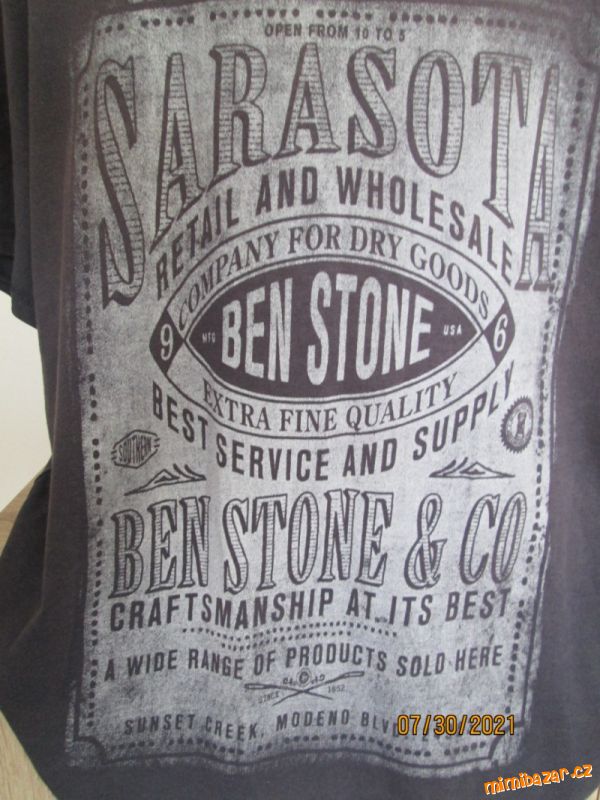 OPEN FROM 10 TO 5
SARASOTA
RETAIL AND WHOLESALE
COMPANY FOR DRY GOODS
9 MFG BEN STONE USA 6
EXTRA FINE QUALITY
BEST SERVICE AND SUPPLY
SOUTHERN
BEN STONE & CO
CRAFTSMANSHIP AT ITS BEST
A WIDE RANGE OF PRODUCTS SOLD HERE
SINCE 1852
SUNSET CREEK, MODENO BLV
07/30/2021
mimibazar.cz